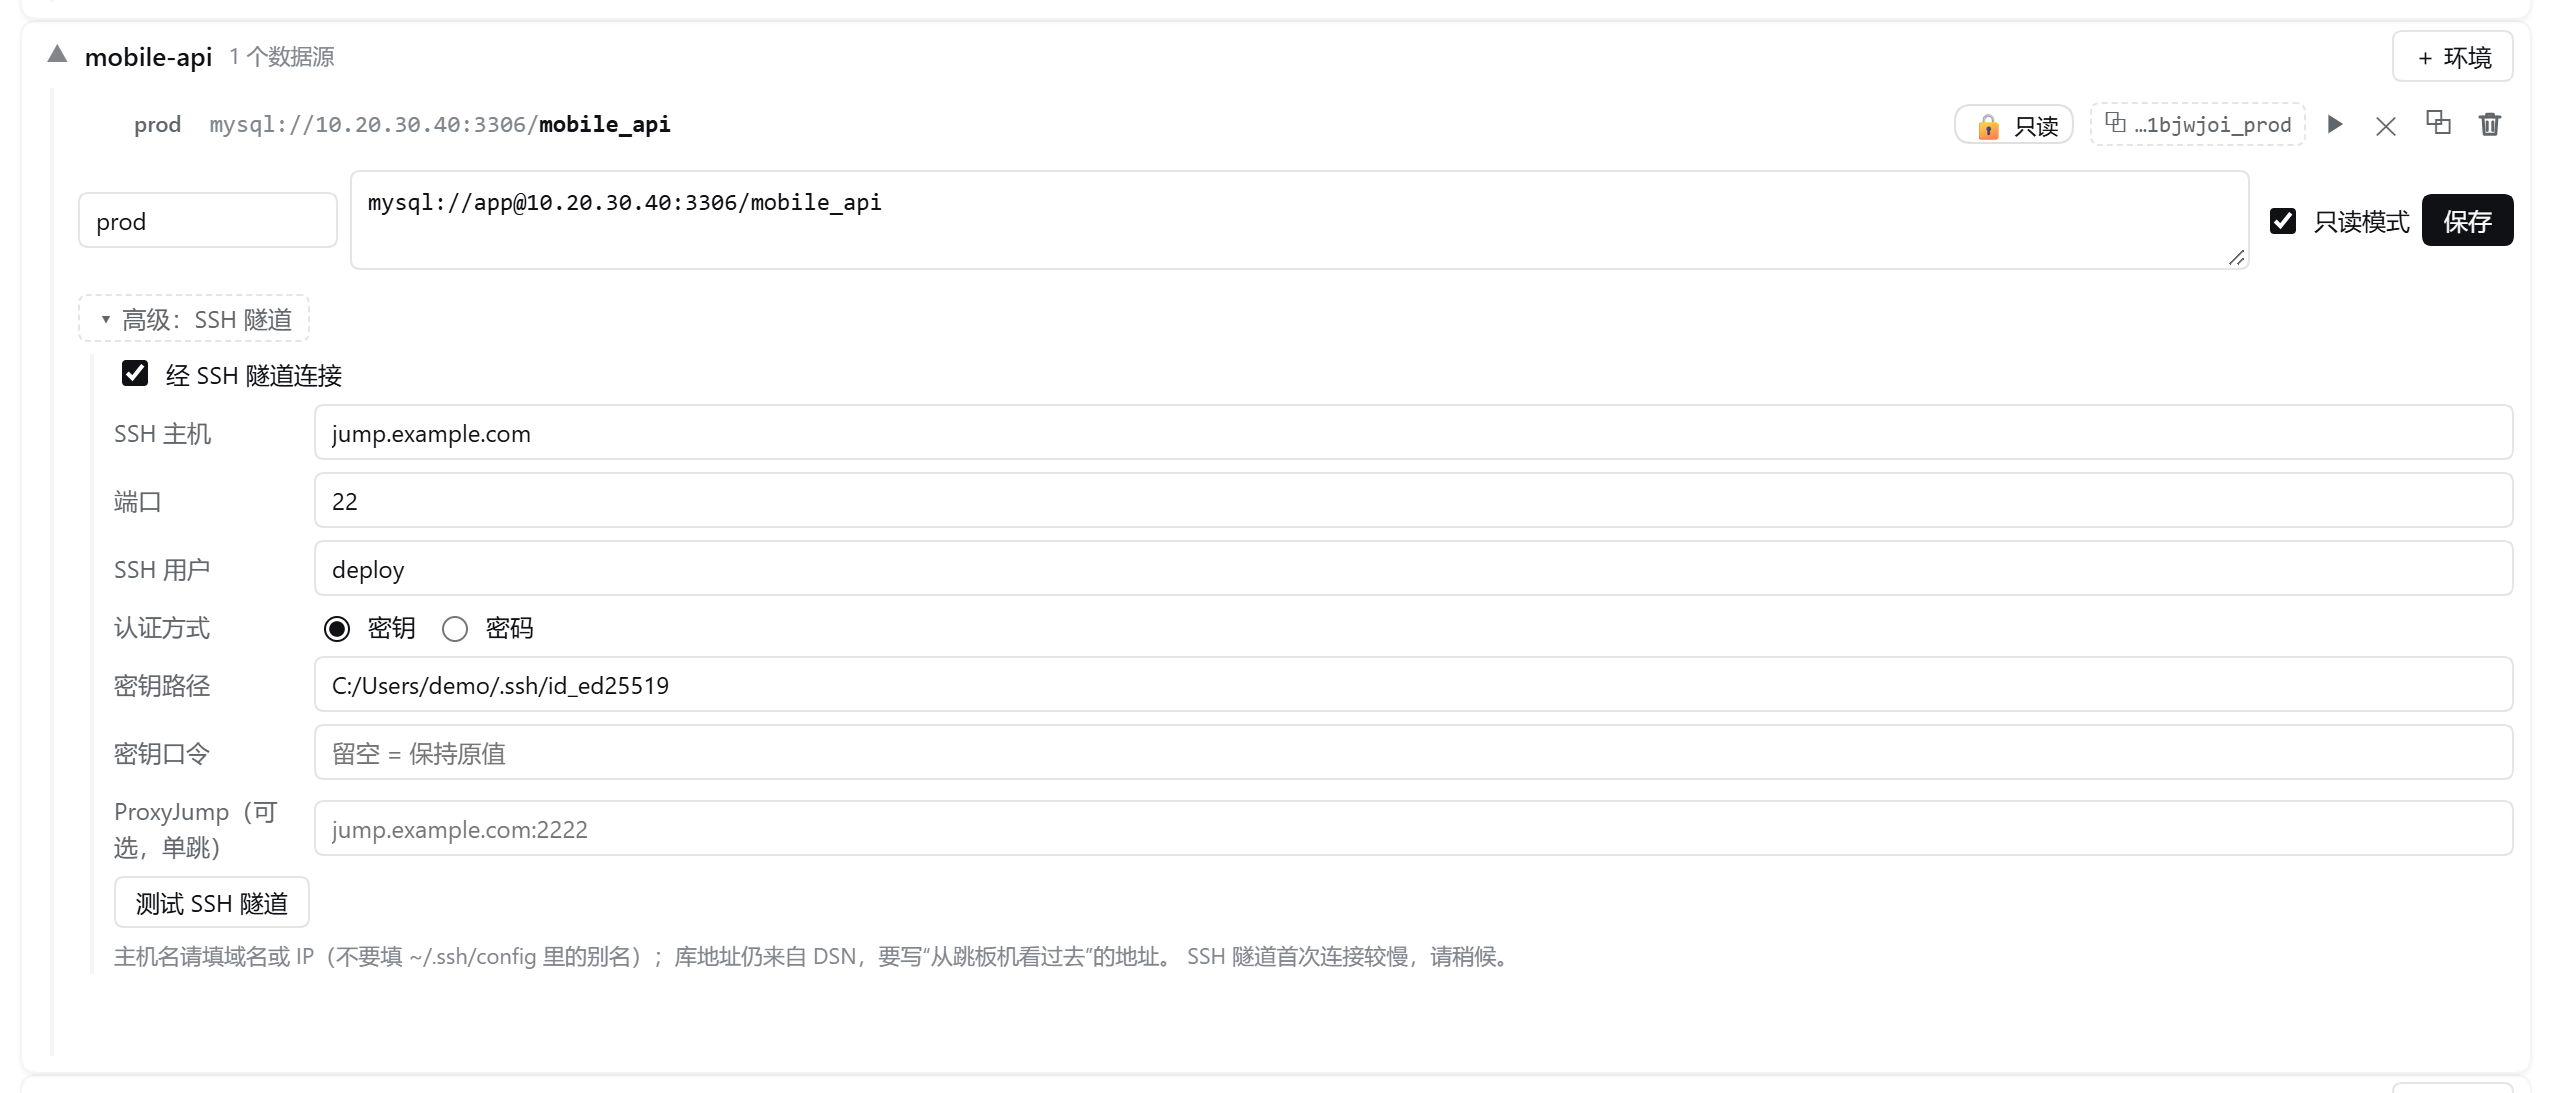 mobile-api 1 个数据源
+ 环境
prod mysql://10.20.30.40:3306/mobile_api
只读
…1bjwjoi_prod
prod
mysql://app@10.20.30.40:3306/mobile_api
只读模式
保存
▾ 高级：SSH 隧道
经 SSH 隧道连接
SSH 主机 jump.example.com
端口 22
SSH 用户 deploy
认证方式 密钥 密码
密钥路径 C:/Users/demo/.ssh/id_ed25519
密钥口令 留空 = 保持原值
ProxyJump（可
选，单跳）
jump.example.com:2222
测试 SSH 隧道
主机名请填域名或 IP（不要填 ~/.ssh/config 里的别名）；库地址仍来自 DSN，要写“从跳板机看过去”的地址。 SSH 隧道首次连接较慢，请稍候。